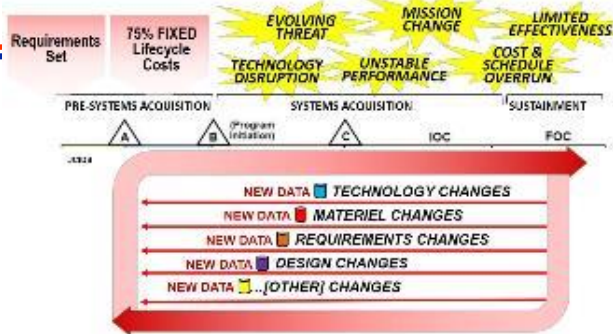 Requirements
Set
75% FIXED
Lifecycle
Costs
EVOLVING
THREAT
MISSION
CHANGE
LIMITED
EFFECTIVENESS
TECHNOLOGY
DISRUPTION
UNSTABLE
PERFORMANCE
COST &
SCHEDULE
OVERRUN
PRE-SYSTEMS ACQUISITION
SYSTEMS ACQUISITION
SUSTAINMENT
A
B
(Program
Initiation)
C
IOC
FOC
NEW DATA TECHNOLOGY CHANGES
NEW DATA MATERIEL CHANGES
NEW DATA REQUIREMENTS CHANGES
NEW DATA DESIGN CHANGES
NEW DATA ...[OTHER] CHANGES